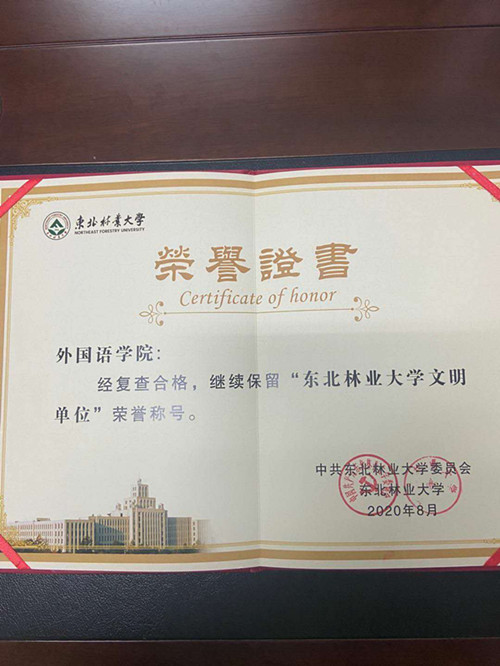 東北林業大學
NORTHEAST FORESTRY UNIVERSITY
榮譽證書
Certificate of honor
外国语学院：
经复查合格，继续保留“东北林业大学文明
单位”荣誉称号。
中共东北林业大学委员会
东北林业大学
2020年8月